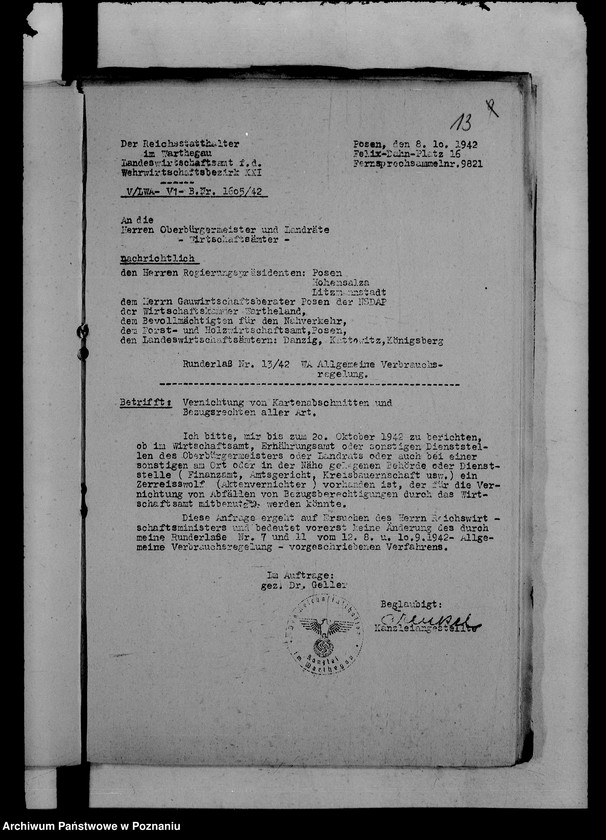 13
Der Reichsstatthalter
im Warthegau
Landeswirtschaftsamt f.d.
Wehrwirtschaftsbezirk XXI
V/LWA- V1- B.Nr. 1605/42
Posen, den 8. 10. 1942
Felix-Dahn-Platz 16
Fernsprechsammelnr.9821
An die
Herren Oberbürgermeister und Landräte
- Wirtschaftsämter -
nachrichtlich
den Herren Regierungspräsidenten: Posen
Hohensalza
Litzmannstadt
dem Herrn Gauwirtschaftsberater Posen der NSDAP
der Wirtschaftskammer Wartheland,
dem Bevollmächtigten für den Nahverkehr,
dem Forst- und Holzwirtschaftsamt,Posen,
den Landeswirtschaftsämtern: Danzig, Kattowitz,Königsberg
Runderlaß Nr. 13/42 WA Allgemeine Verbrauchs-
regelung.
Betrifft: Vernichtung von Kartenabschnitten und
Bezugsrechten aller Art.
Ich bitte, mir bis zum 20. Oktober 1942 zu berichten,
ob im Wirtschaftsamt, Ernährungsamt oder sonstigen Dienststel-
len des Oberbürgermeisters oder Landrats oder auch bei einer
sonstigen am Ort oder in der Nähe gelegenen Behörde oder Dienst-
stelle ( Finanzamt, Amtsgericht, Kreisbauernschaft usw.) ein
Zerreisswolf (Aktenvernichter ) vorhanden ist, der für die Ver-
nichtung von Abfällen von Bezugsberechtigungen durch das Wirt-
schaftsamt mitbenutzt werden könnte.
Diese Anfrage ergeht auf Ersuchen des Herrn Reichswirt -
schaftsministers und bedeutet vorerst keine Änderung des durch
meine Runderlaße Nr. 7 und 11 vom 12. 8. u. 10.9.1942- Allge-
meine Verbrauchsregelung - vorgeschriebenen Verfahrens.
Im Auftrage:
gez. Dr. Geller
Beglaubigt:
Kanzleiangestellte
Der Reichsstatthalter
Kanzlei
im Warthegau
Archiwum Państwowe w Poznaniu